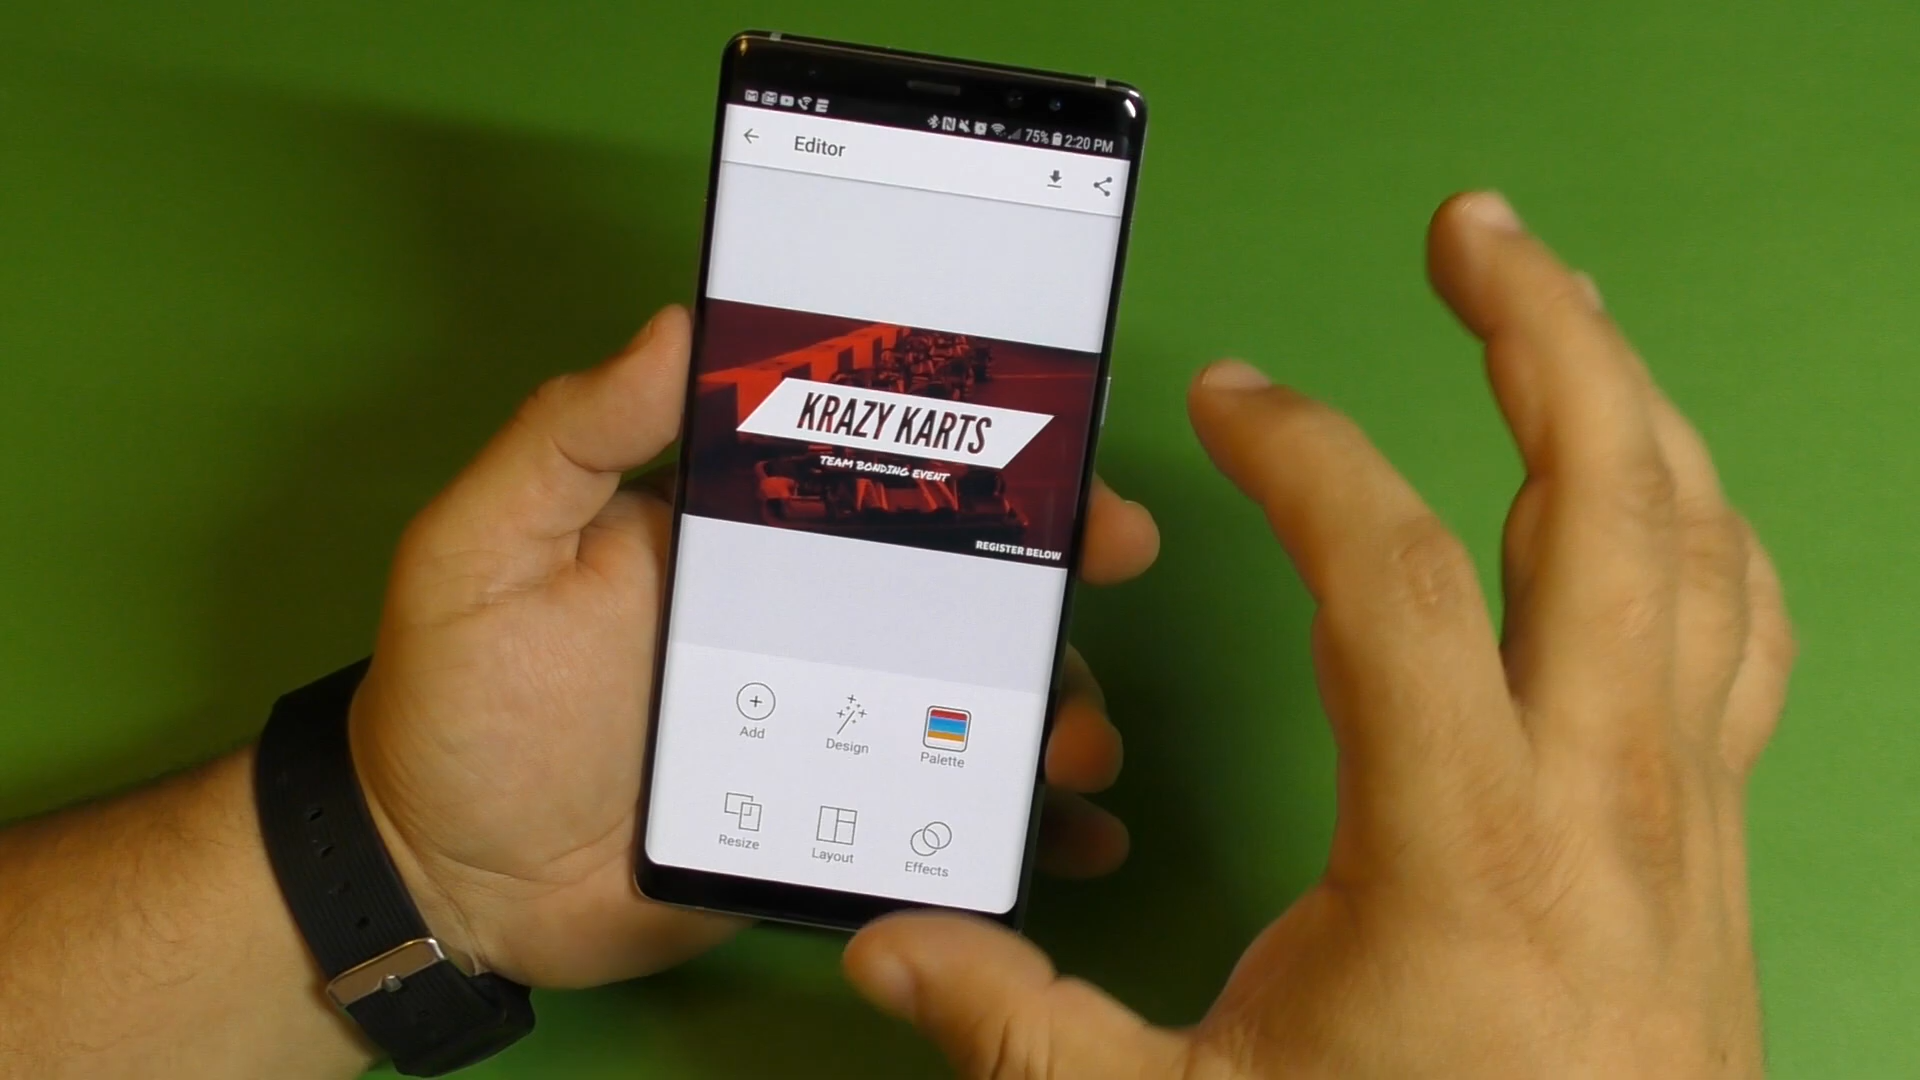 75% 2:20 PM
Editor
KRAZY KARTS
TEAM BONDING EVENT
REGISTER BELOW
Add
Design
Palette
Resize
Layout
Effects